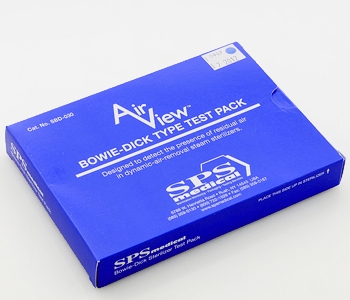 Cat. No. SBD-030
Air
View™
BOWIE-DICK TYPE TEST PACK
Designed to detect the presence of residual air
in dynamic-air-removal steam sterilizers.
SPS
medical
PLACE THIS SIDE UP IN STERILIZER
SPS medical
Bowie-Dick Sterilizer Test Pack